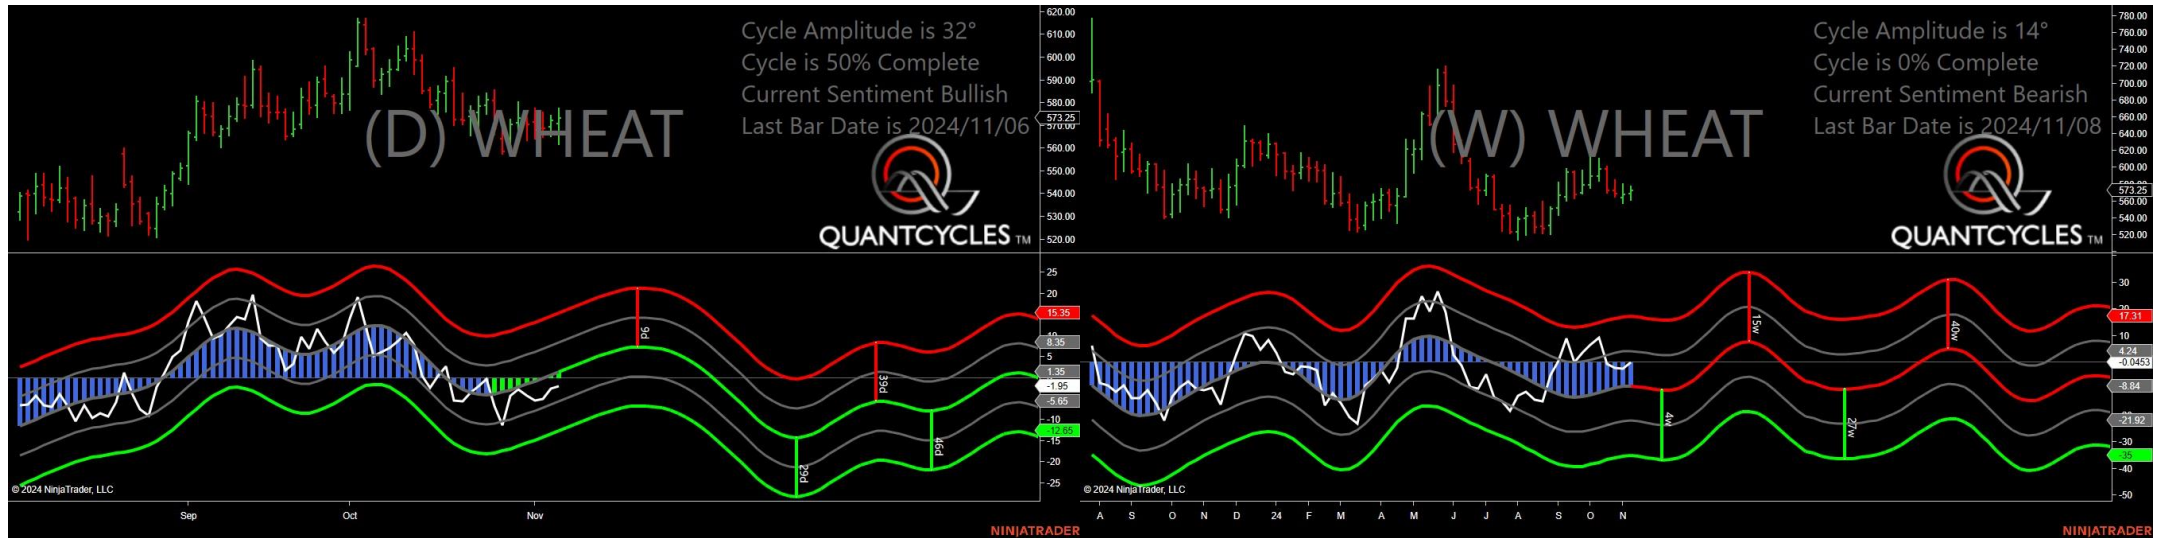 Cycle Amplitude is 32°
Cycle is 50% Complete
Current Sentiment Bullish
Last Bar Date is 2024/11/06
(D) WHEAT
QUANTCYCLES TM
620.00
610.00
600.00
590.00
580.00
573.25
570.00
560.00
550.00
540.00
530.00
520.00
25
20
15.35
8.35
5
1.35
-1.95
-5.65
-10
-12.65
-15
-20
-25
9d
29d
39d
46d
© 2024 NinjaTrader, LLC
Sep
Oct
Nov
NINJATRADER
Cycle Amplitude is 14°
Cycle is 0% Complete
Current Sentiment Bearish
Last Bar Date is 2024/11/08
(W) WHEAT
QUANTCYCLES TM
780.00
760.00
740.00
720.00
700.00
680.00
660.00
640.00
620.00
600.00
573.25
560.00
540.00
520.00
30
17.31
10
4.24
-0.0453
-8.84
-21.92
-30
-35
-40
-50
4w
15w
27w
40w
© 2024 NinjaTrader, LLC
A S O N D 24 F M A M J J A S O N
NINJATRADER